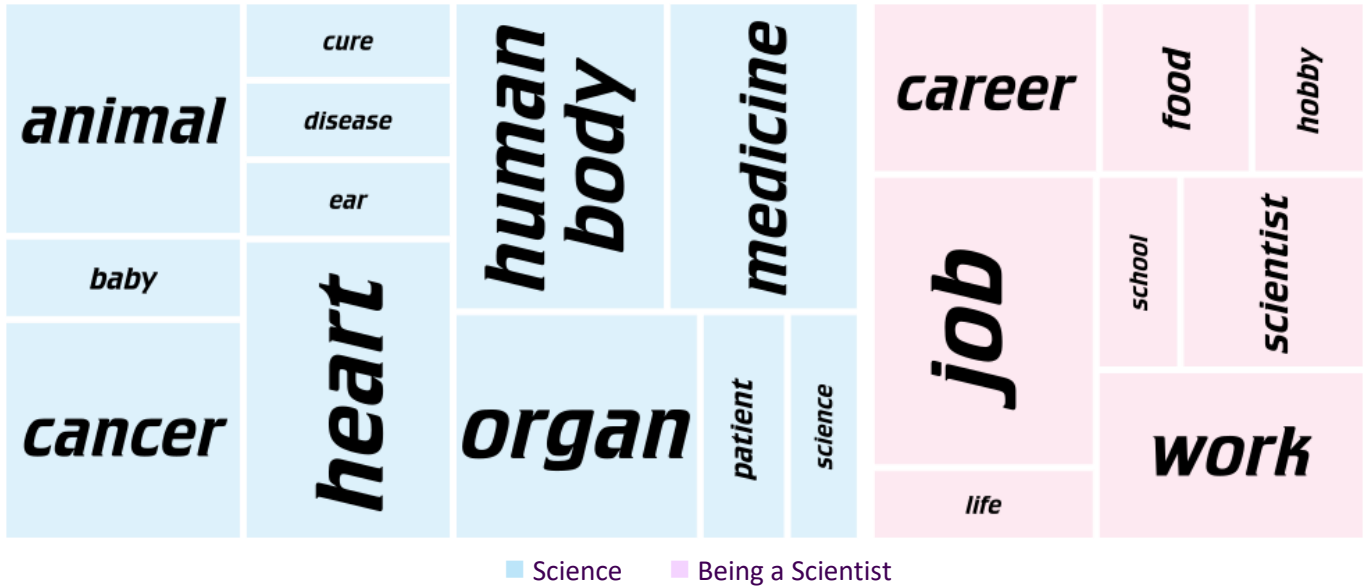 animal
baby
cancer
cure
disease
ear
heart
human
body
medicine
organ
patient
science
career
food
hobby
job
life
school
scientist
work
Science
Being a Scientist